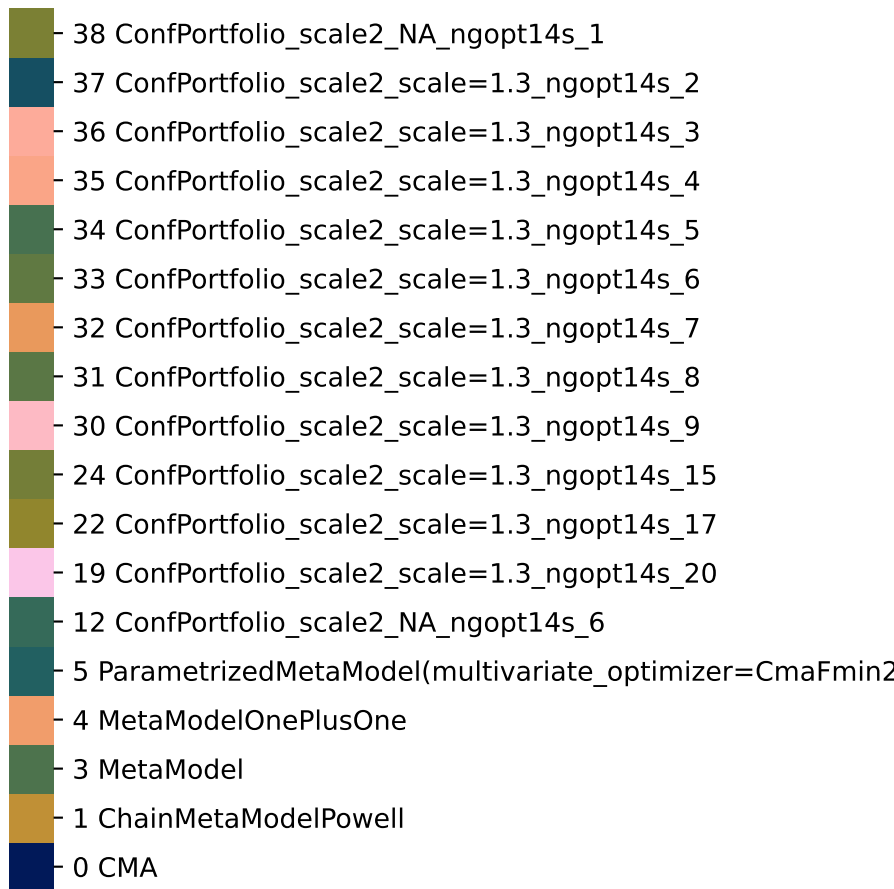 38 ConfPortfolio_scale2_NA_ngopt14s_1
37 ConfPortfolio_scale2_scale=1.3_ngopt14s_2
36 ConfPortfolio_scale2_scale=1.3_ngopt14s_3
35 ConfPortfolio_scale2_scale=1.3_ngopt14s_4
34 ConfPortfolio_scale2_scale=1.3_ngopt14s_5
33 ConfPortfolio_scale2_scale=1.3_ngopt14s_6
32 ConfPortfolio_scale2_scale=1.3_ngopt14s_7
31 ConfPortfolio_scale2_scale=1.3_ngopt14s_8
30 ConfPortfolio_scale2_scale=1.3_ngopt14s_9
24 ConfPortfolio_scale2_scale=1.3_ngopt14s_15
22 ConfPortfolio_scale2_scale=1.3_ngopt14s_17
19 ConfPortfolio_scale2_scale=1.3_ngopt14s_20
12 ConfPortfolio_scale2_NA_ngopt14s_6
5 ParametrizedMetaModel(multivariate_optimizer=CmaFmin2
4 MetaModelOnePlusOne
3 MetaModel
1 ChainMetaModelPowell
0 CMA